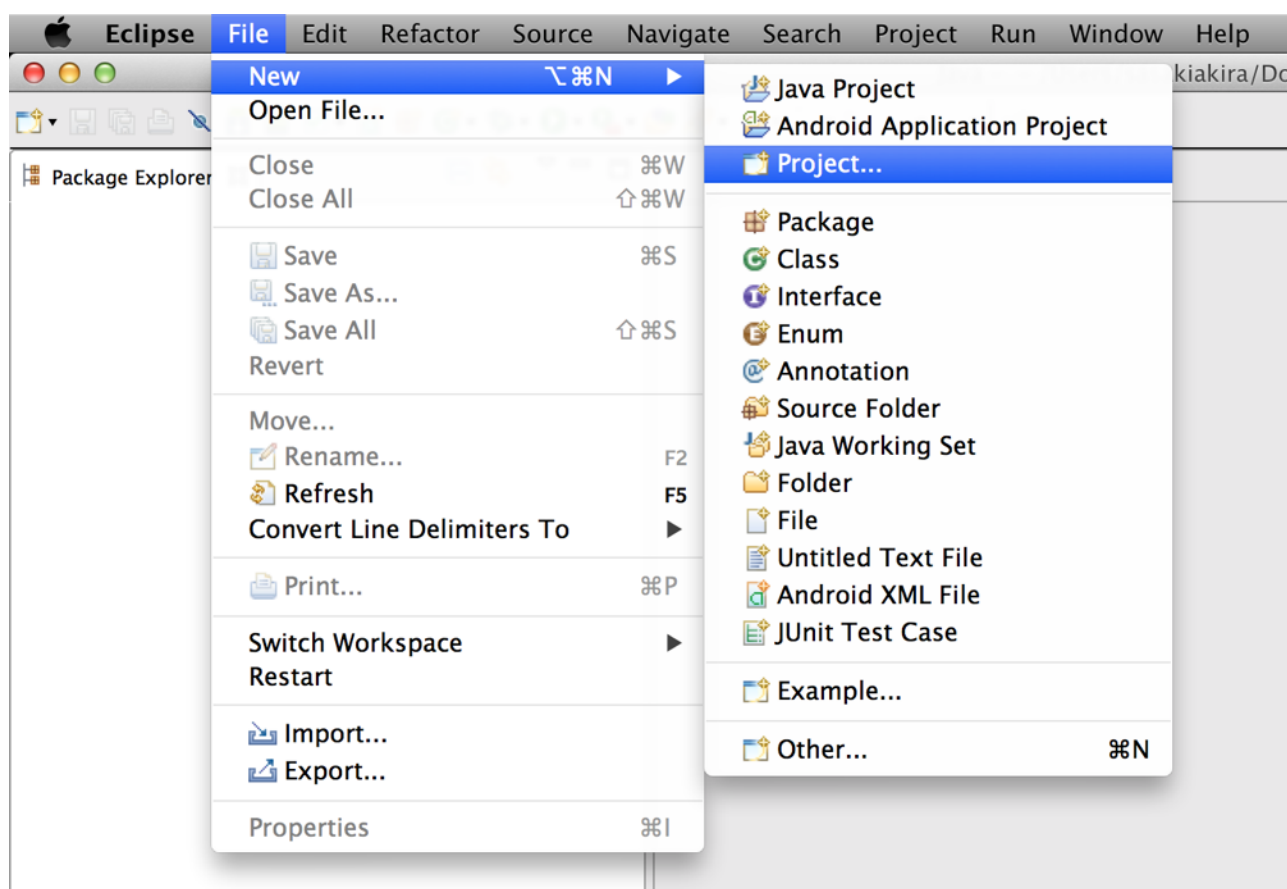 Eclipse File Edit Refactor Source Navigate Search Project Run Window Help
kiakira/Do
Package Explorer
New ⌥⌘N ▶
Open File...
Close ⌘W
Close All ⇧⌘W
Save ⌘S
Save As...
Save All ⇧⌘S
Revert
Move...
Rename... F2
Refresh F5
Convert Line Delimiters To ▶
Print... ⌘P
Switch Workspace ▶
Restart
Import...
Export...
Properties ⌘I
Java Project
Android Application Project
Project...
Package
Class
Interface
Enum
Annotation
Source Folder
Java Working Set
Folder
File
Untitled Text File
Android XML File
JUnit Test Case
Example...
Other... ⌘N